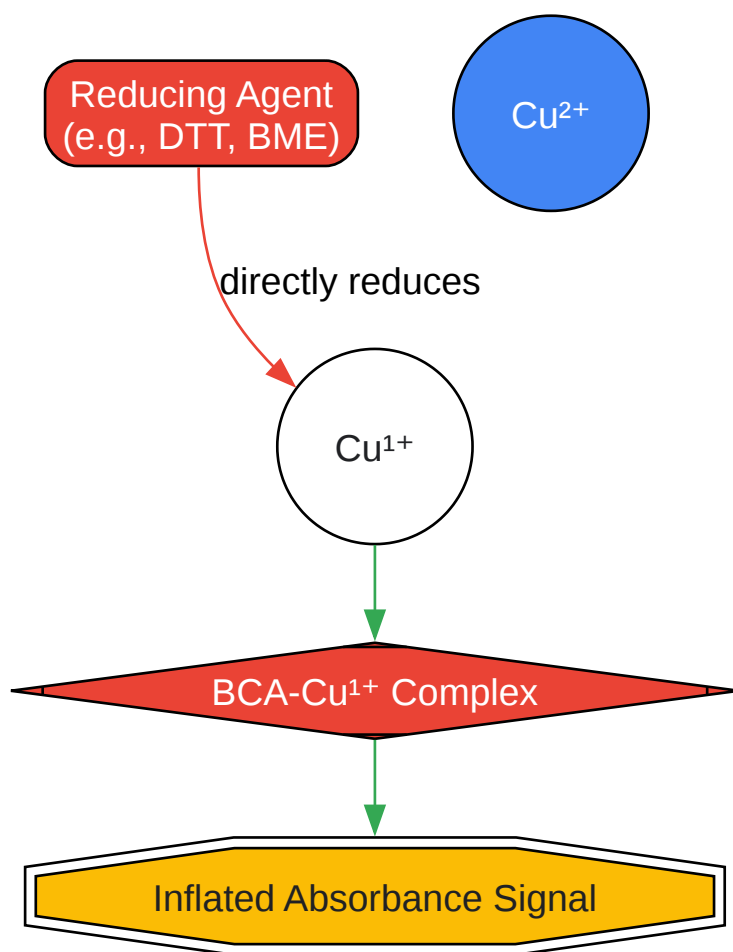 Reducing Agent
(e.g., DTT, BME)
Cu²⁺
directly reduces
Cu¹⁺
BCA-Cu¹⁺ Complex
Inflated Absorbance Signal